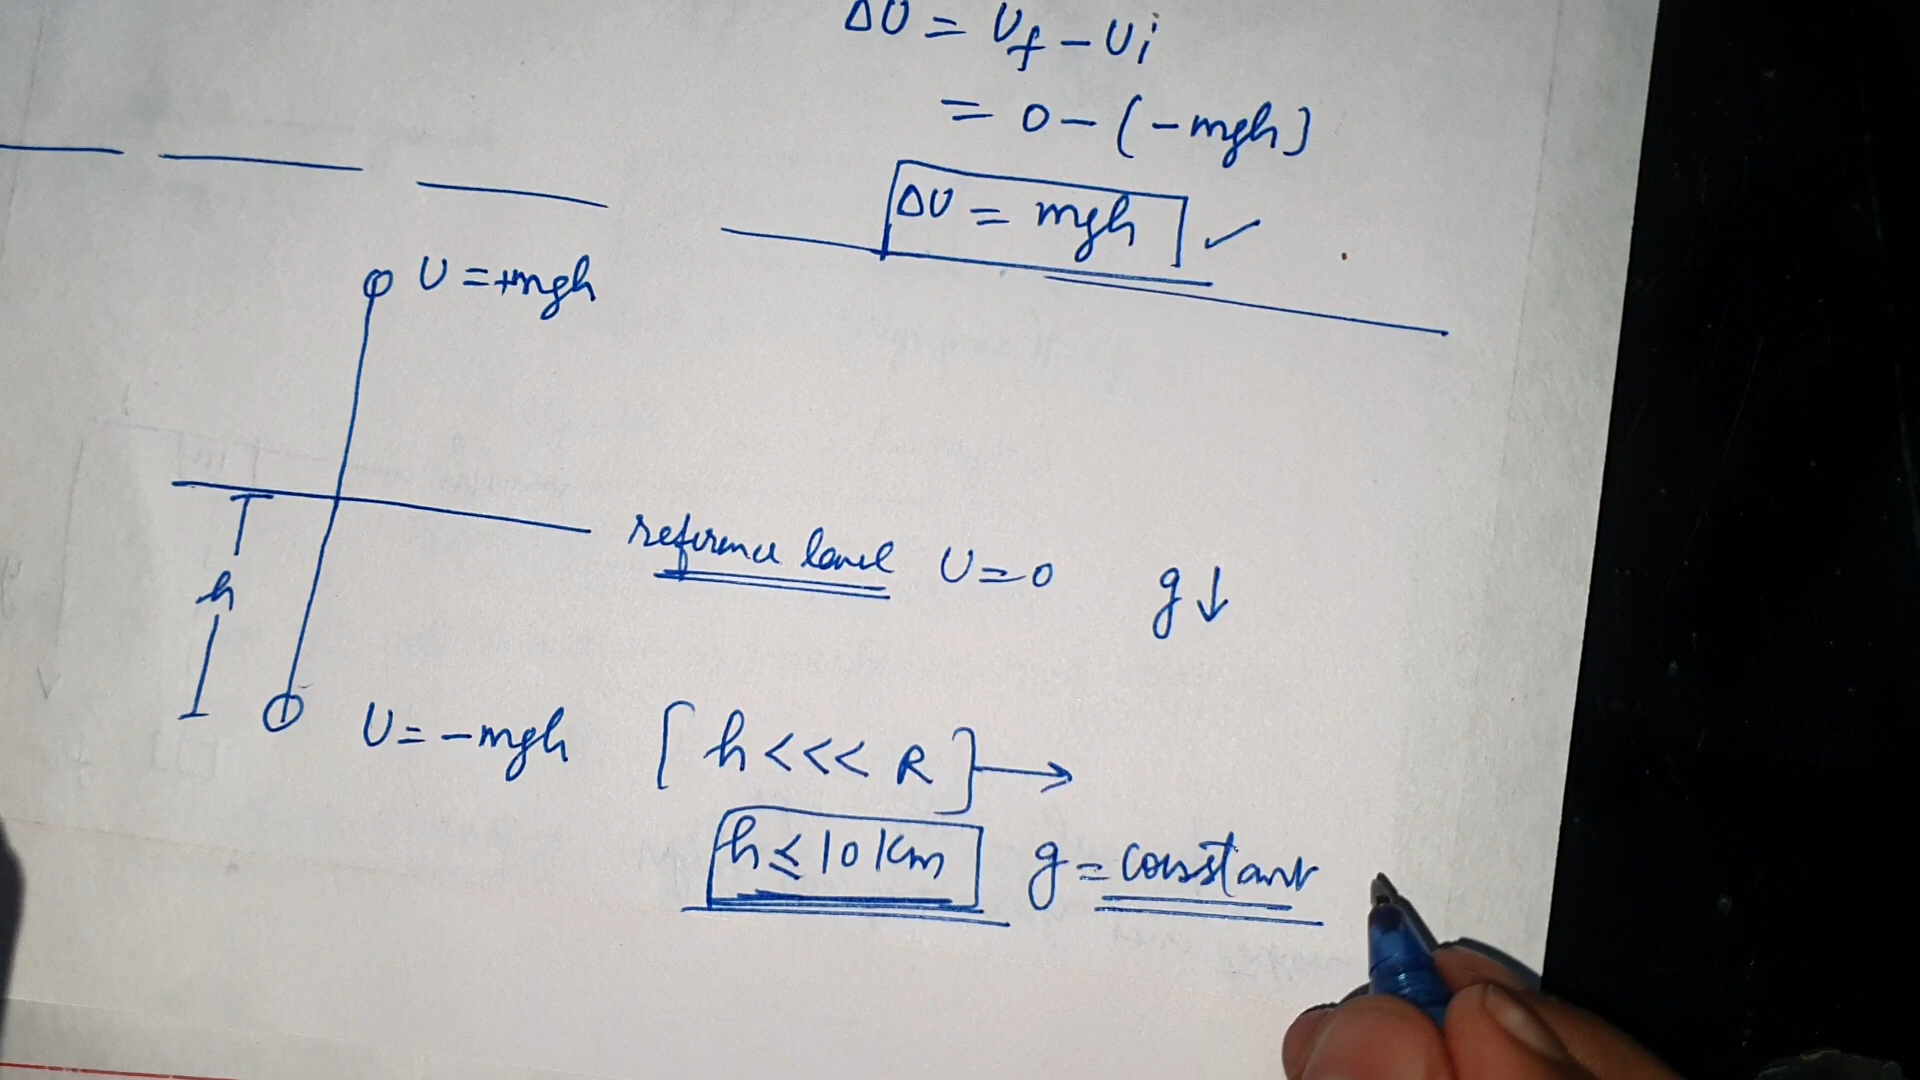 ΔU = Uf - Ui
= 0 - (-mgh)
ΔU = mgh ✓
U = +mgh
reference level U=0 g↓
h
U = -mgh [h <<< R] →
h ≤ 10 km g = constant